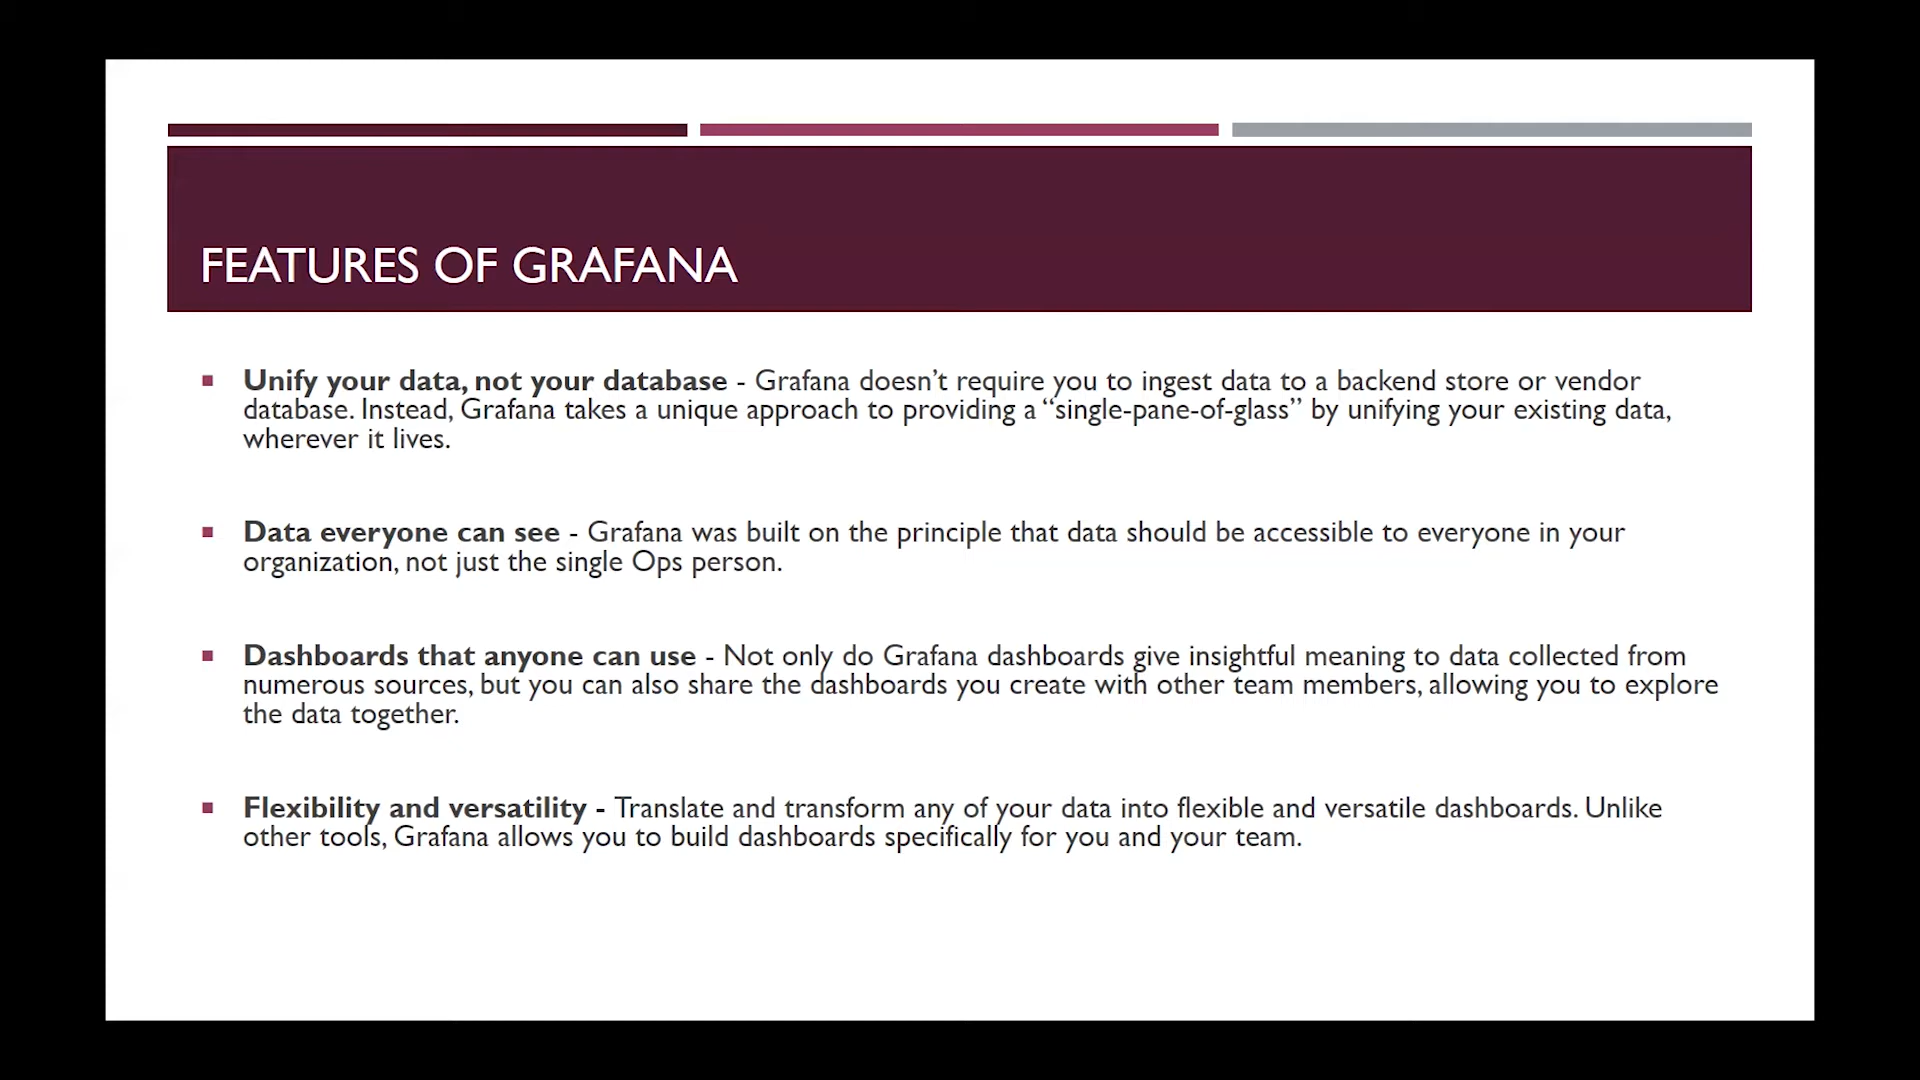 FEATURES OF GRAFANA
▪ Unify your data, not your database - Grafana doesn’t require you to ingest data to a backend store or vendor
database. Instead, Grafana takes a unique approach to providing a “single-pane-of-glass” by unifying your existing data,
wherever it lives.
▪ Data everyone can see - Grafana was built on the principle that data should be accessible to everyone in your
organization, not just the single Ops person.
▪ Dashboards that anyone can use - Not only do Grafana dashboards give insightful meaning to data collected from
numerous sources, but you can also share the dashboards you create with other team members, allowing you to explore
the data together.
▪ Flexibility and versatility - Translate and transform any of your data into flexible and versatile dashboards. Unlike
other tools, Grafana allows you to build dashboards specifically for you and your team.